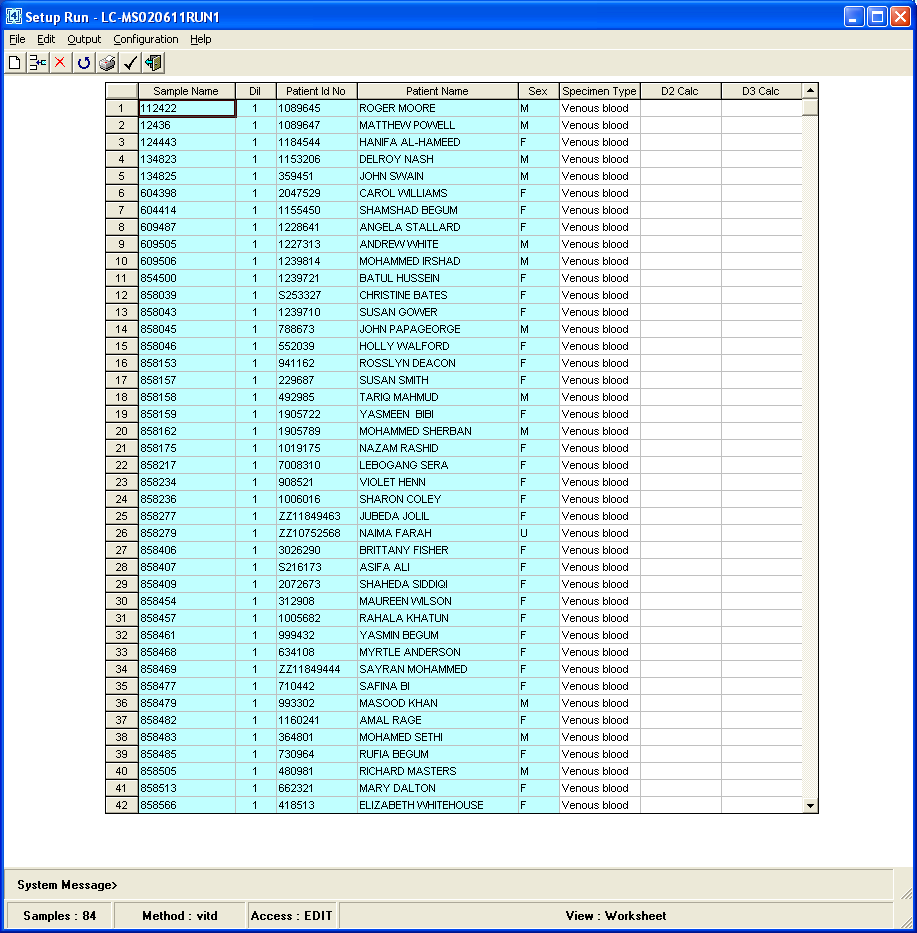 Setup Run - LC-MS020611RUN1
File Edit Output Configuration Help
Sample Name Dil Patient Id No Patient Name Sex Specimen Type D2 Calc D3 Calc
1 112422 1 1089645 ROGER MOORE M Venous blood
2 12436 1 1089647 MATTHEW POWELL M Venous blood
3 124443 1 1184544 HANIFA AL-HAMEED F Venous blood
4 134823 1 1153206 DELROY NASH M Venous blood
5 134825 1 359451 JOHN SWAIN M Venous blood
6 604398 1 2047529 CAROL WILLIAMS F Venous blood
7 604414 1 1155450 SHAMSHAD BEGUM F Venous blood
8 609487 1 1228641 ANGELA STALLARD F Venous blood
9 609505 1 1227313 ANDREW WHITE M Venous blood
10 609506 1 1239814 MOHAMMED IRSHAD M Venous blood
11 854500 1 1239721 BATUL HUSSEIN F Venous blood
12 858039 1 S253327 CHRISTINE BATES F Venous blood
13 858043 1 1239710 SUSAN GOWER F Venous blood
14 858045 1 788673 JOHN PAPAGEORGE M Venous blood
15 858046 1 552039 HOLLY WALFORD F Venous blood
16 858153 1 941162 ROSSLYN DEACON F Venous blood
17 858157 1 229687 SUSAN SMITH F Venous blood
18 858158 1 492985 TARIQ MAHMUD M Venous blood
19 858159 1 1905722 YASMEEN BIBI F Venous blood
20 858162 1 1905789 MOHAMMED SHERBAN M Venous blood
21 858175 1 1019175 NAZAM RASHID F Venous blood
22 858217 1 7008310 LEBOGANG SERA F Venous blood
23 858234 1 908521 VIOLET HENN F Venous blood
24 858236 1 1006016 SHARON COLEY F Venous blood
25 858277 1 ZZ11849463 JUBEDA JOLIL F Venous blood
26 858279 1 ZZ10752568 NAIMA FARAH U Venous blood
27 858406 1 3026290 BRITTANY FISHER F Venous blood
28 858407 1 S216173 ASIFA ALI F Venous blood
29 858409 1 2072673 SHAHEDA SIDDIQI F Venous blood
30 858454 1 312908 MAUREEN WILSON F Venous blood
31 858457 1 1005682 RAHALA KHATUN F Venous blood
32 858461 1 999432 YASMIN BEGUM F Venous blood
33 858468 1 634108 MYRTLE ANDERSON F Venous blood
34 858469 1 ZZ11849444 SAYRAN MOHAMMED F Venous blood
35 858477 1 710442 SAFINA BI F Venous blood
36 858479 1 993302 MASOOD KHAN M Venous blood
37 858482 1 1160241 AMAL RAGE F Venous blood
38 858483 1 364801 MOHAMED SETHI M Venous blood
39 858485 1 730964 RUFIA BEGUM F Venous blood
40 858505 1 480981 RICHARD MASTERS M Venous blood
41 858513 1 662321 MARY DALTON F Venous blood
42 858566 1 418513 ELIZABETH WHITEHOUSE F Venous blood
System Message>
Samples : 84 Method : vitd Access : EDIT View : Worksheet